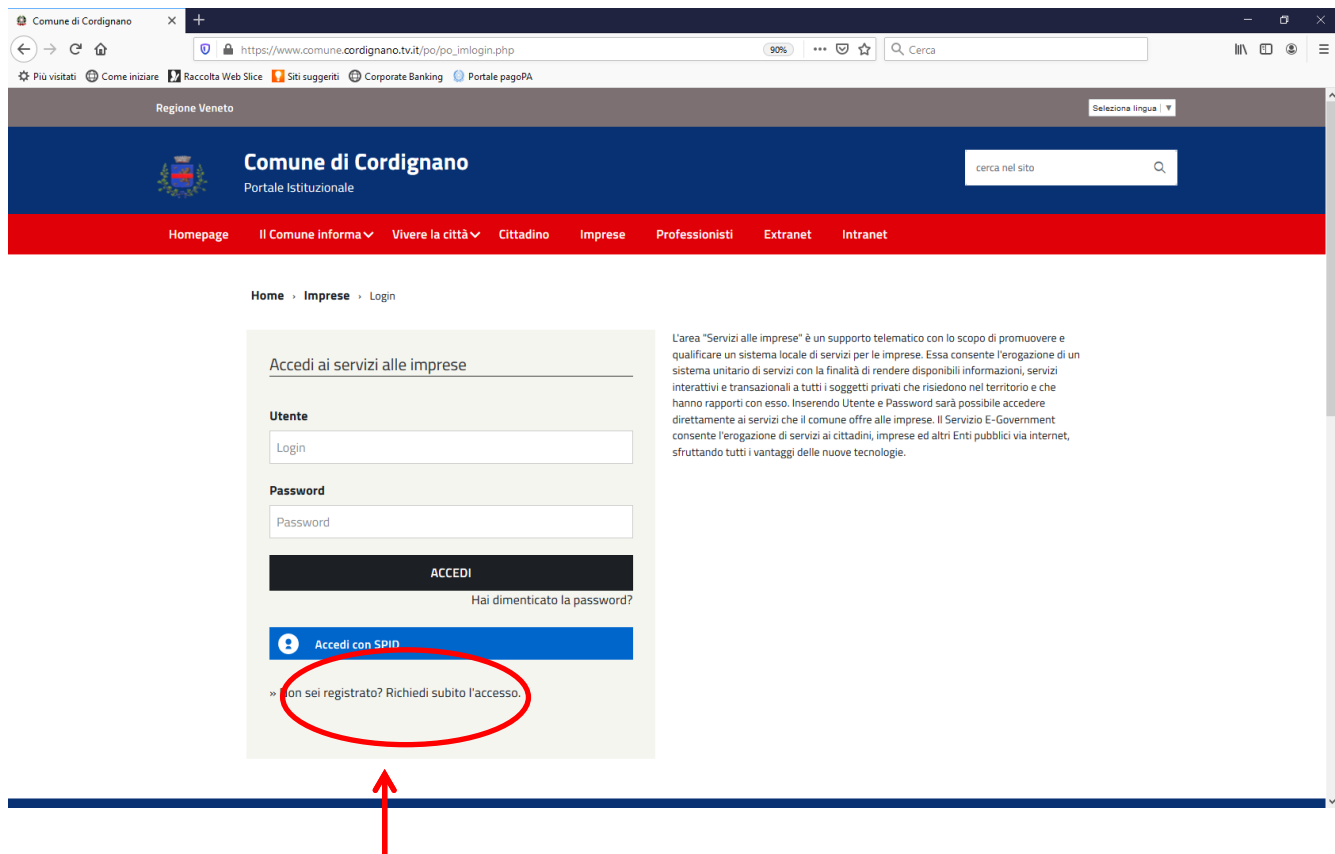 Comune di Cordignano
https://www.comune.cordignano.tv.it/po/po_imlogin.php
90%
Cerca
Più visitati
Come iniziare
Raccolta Web Slice
Siti suggeriti
Corporate Banking
Portale pagoPA
Regione Veneto
Seleziona lingua
Comune di Cordignano
Portale Istituzionale
cerca nel sito
Homepage
Il Comune informa
Vivere la città
Cittadino
Imprese
Professionisti
Extranet
Intranet
Home › Imprese › Login
Accedi ai servizi alle imprese
Utente
Login
Password
Password
ACCEDI
Hai dimenticato la password?
Accedi con SPID
» Non sei registrato? Richiedi subito l'accesso.
L'area "Servizi alle imprese" è un supporto telematico con lo scopo di promuovere e
qualificare un sistema locale di servizi per le imprese. Essa consente l'erogazione di un
sistema unitario di servizi con la finalità di rendere disponibili informazioni, servizi
interattivi e transazionali a tutti i soggetti privati che risiedono nel territorio e che
hanno rapporti con esso. Inserendo Utente e Password sarà possibile accedere
direttamente ai servizi che il comune offre alle imprese. Il Servizio E-Government
consente l'erogazione di servizi ai cittadini, imprese ed altri Enti pubblici via internet,
sfruttando tutti i vantaggi delle nuove tecnologie.